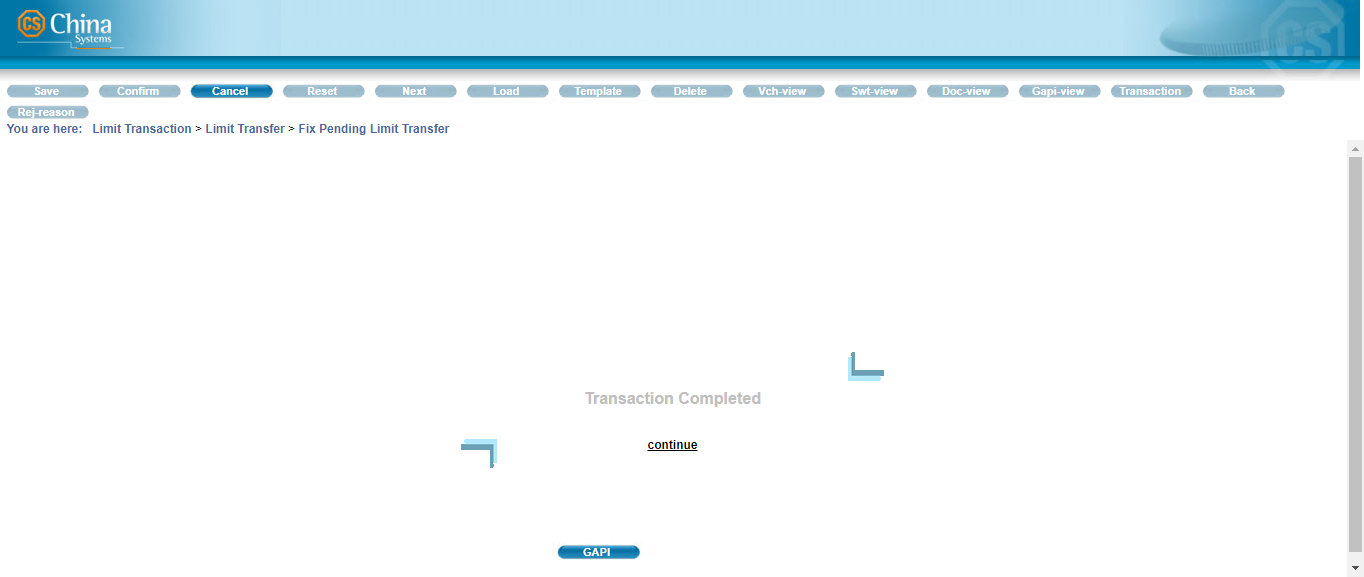 CS China
Systems
CS
Save Confirm Cancel Reset Next Load Template Delete Vch-view Swt-view Doc-view Gapi-view Transaction Back
Rej-reason
You are here: Limit Transaction > Limit Transfer > Fix Pending Limit Transfer
Transaction Completed
continue
GAPI